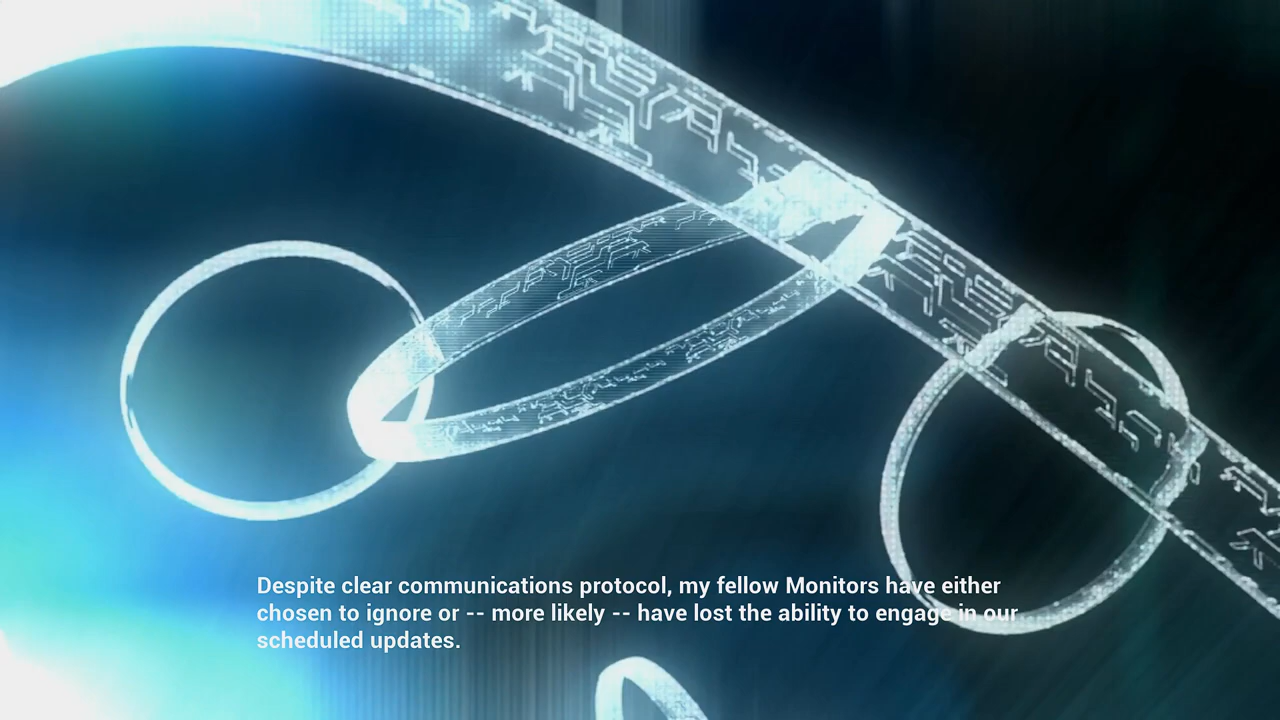 Despite clear communications protocol, my fellow Monitors have either
chosen to ignore or -- more likely -- have lost the ability to engage in our
scheduled updates.